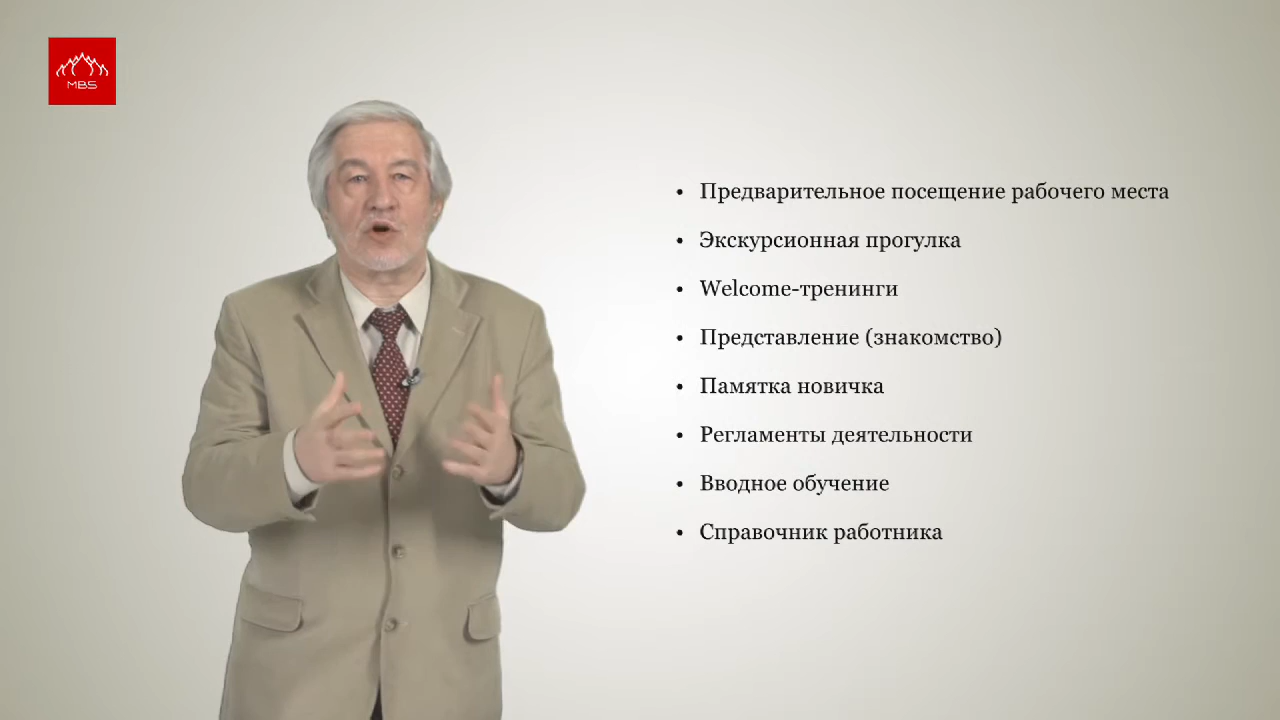 MBS
• Предварительное посещение рабочего места
• Экскурсионная прогулка
• Welcome-тренинги
• Представление (знакомство)
• Памятка новичка
• Регламенты деятельности
• Вводное обучение
• Справочник работника